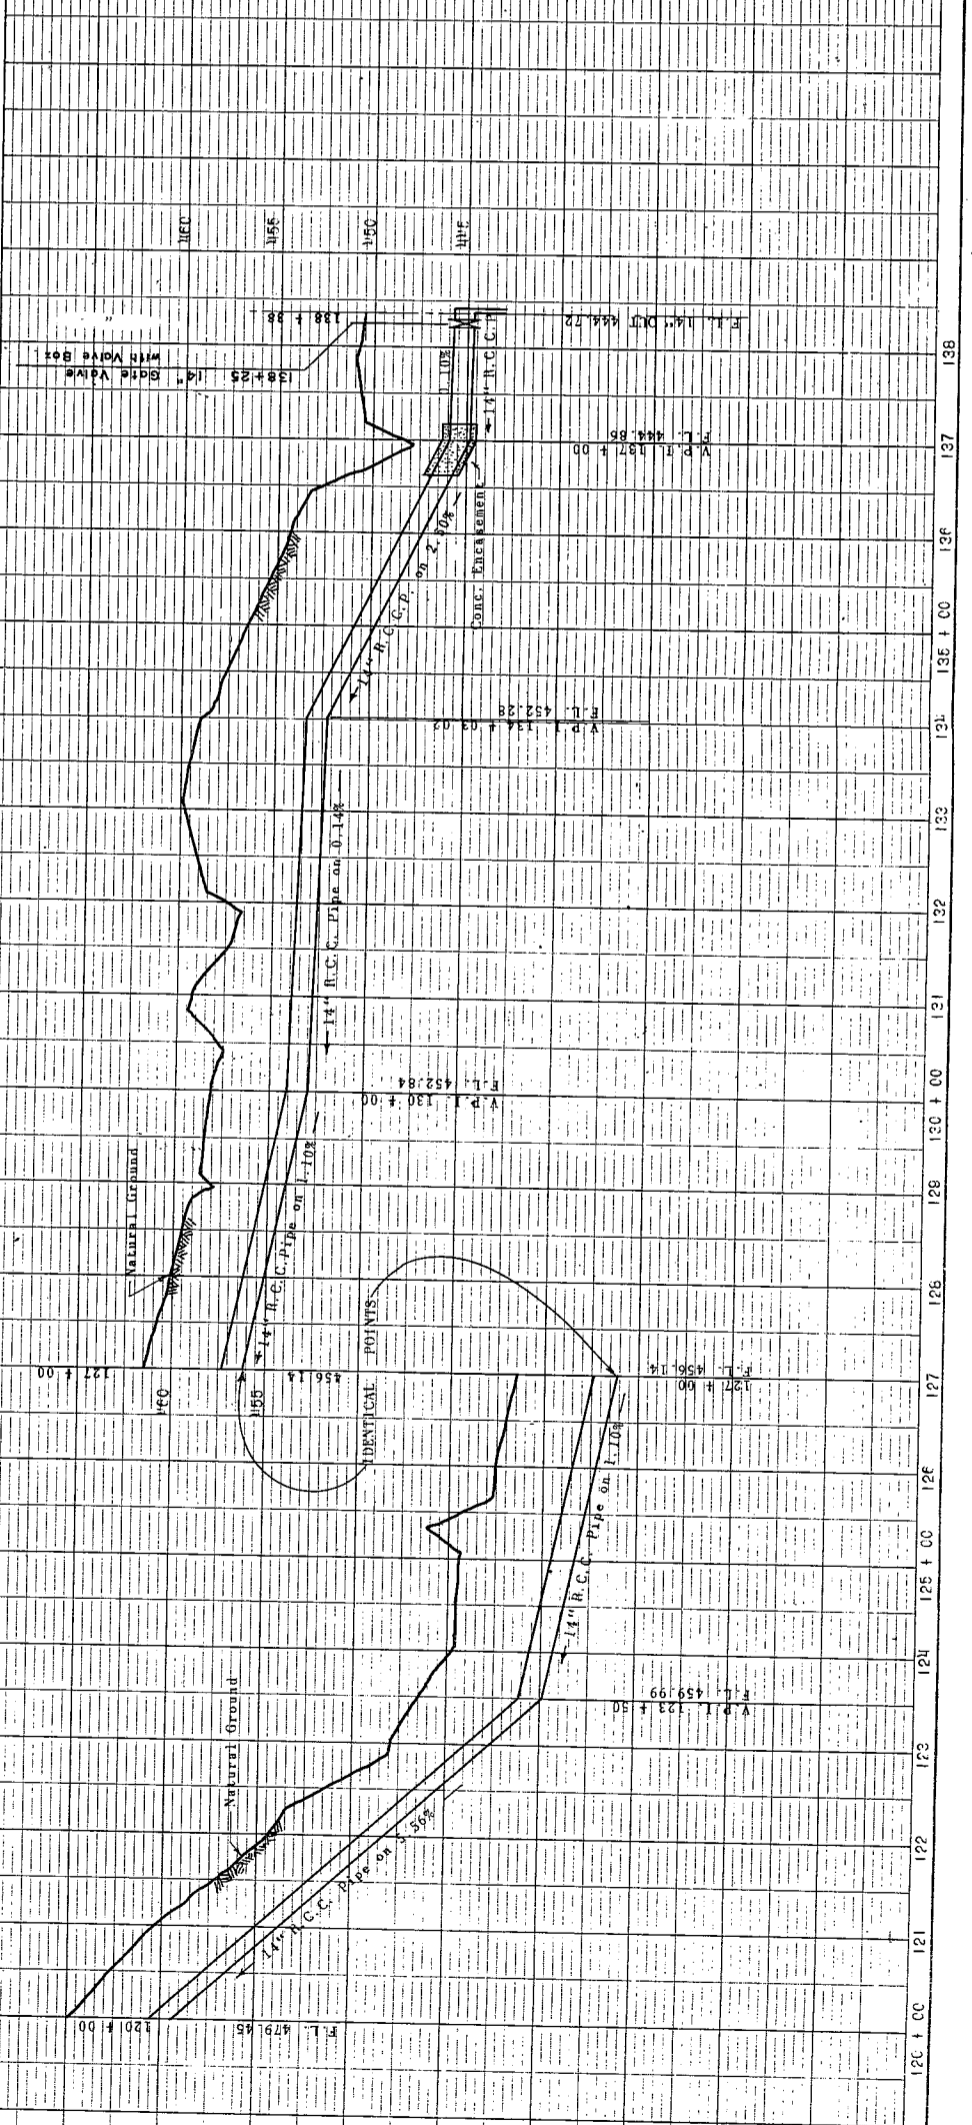 120 + 00
F.L. 479.45
14" R.C.C. Pipe on 5.56%
Natural Ground
V.P.I. 123 + 50
F.L. 459.99
14" R.C.C. Pipe on 1.10%
127 + 00
F.L. 456.14
IDENTICAL POINTS
127 + 00
456.14
460
455
14" R.C.C. Pipe on 1.10%
Natural Ground
V.P.I. 130 + 00
F.L. 452.84
14" R.C.C. Pipe on 0.14%
V.P.I. 134 + 03.02
F.L. 452.28
14" R.C.C.P. on 2.50%
Conc. Encasement
V.P.I. 137 + 00
F.L. 444.86
14" R.C.C.P.
0.10%
138+25 14" Gate Valve
with Valve Box
"
138 + 38
F.L. 14" OUT 444.72
460
455
450
445
120 + 00
121
122
123
124
125 + 00
126
127
128
129
130 + 00
131
132
133
134
135 + 00
136
137
138